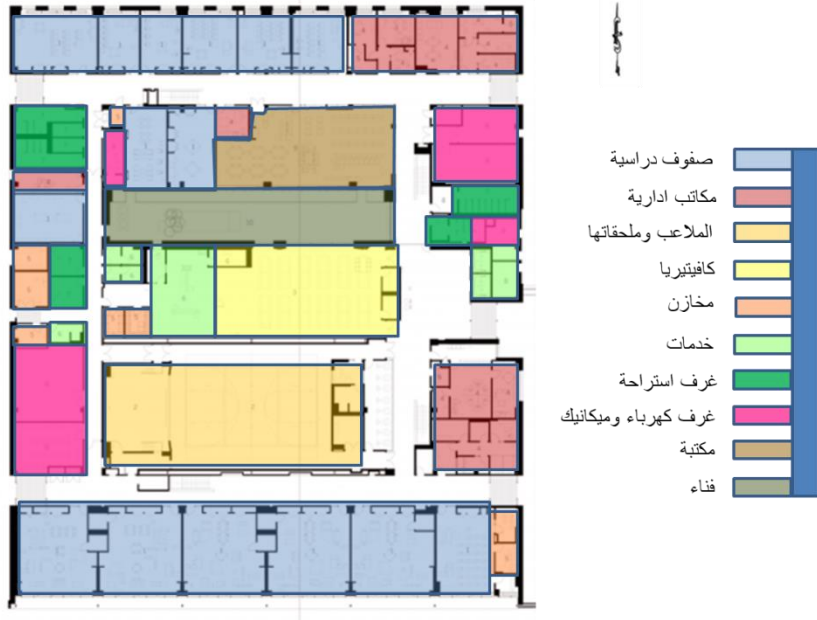 صفوف دراسية
مكاتب ادارية
الملاعب وملحقاتها
كافيتيريا
مخازن
خدمات
غرف استراحة
غرف كهرباء وميكانيك
مكتبة
فناء